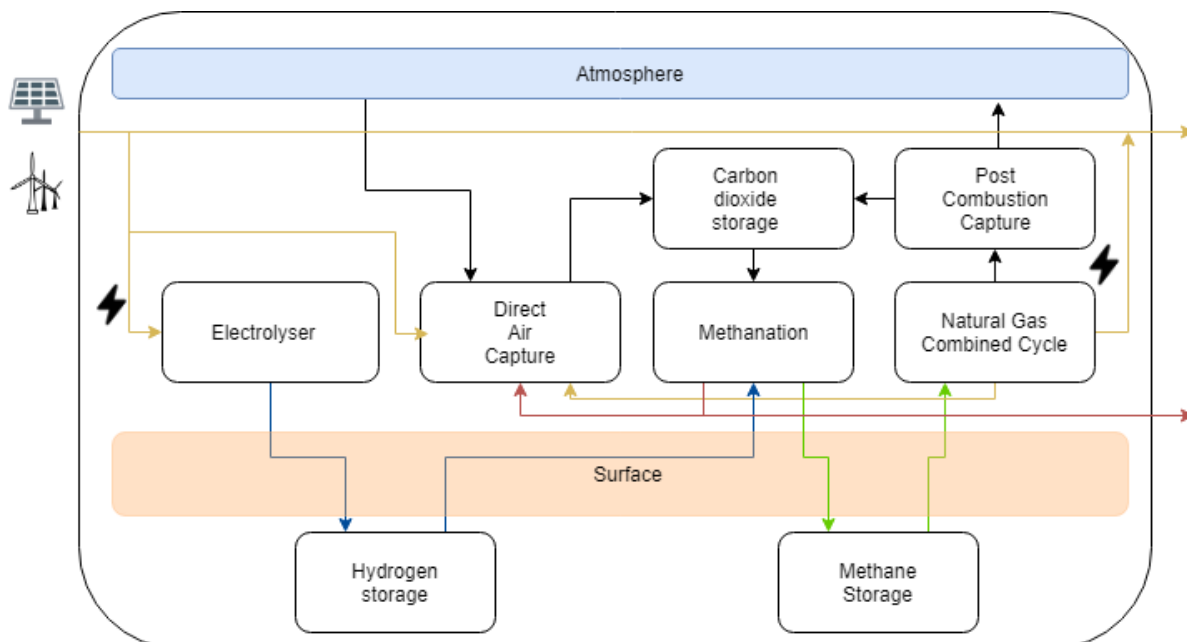 Atmosphere
Carbon
dioxide
storage
Post
Combustion
Capture
Electrolyser
Direct
Air
Capture
Methanation
Natural Gas
Combined Cycle
Surface
Hydrogen
storage
Methane
Storage